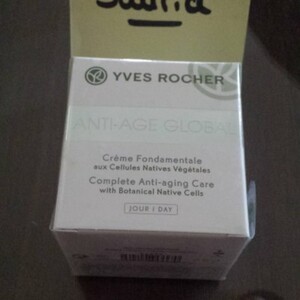 YVES ROCHER
ANTI-AGE GLOBAL
Crème Fondamentale
aux Cellules Natives Végétales
Complete Anti-aging Care
with Botanical Native Cells
JOUR / DAY